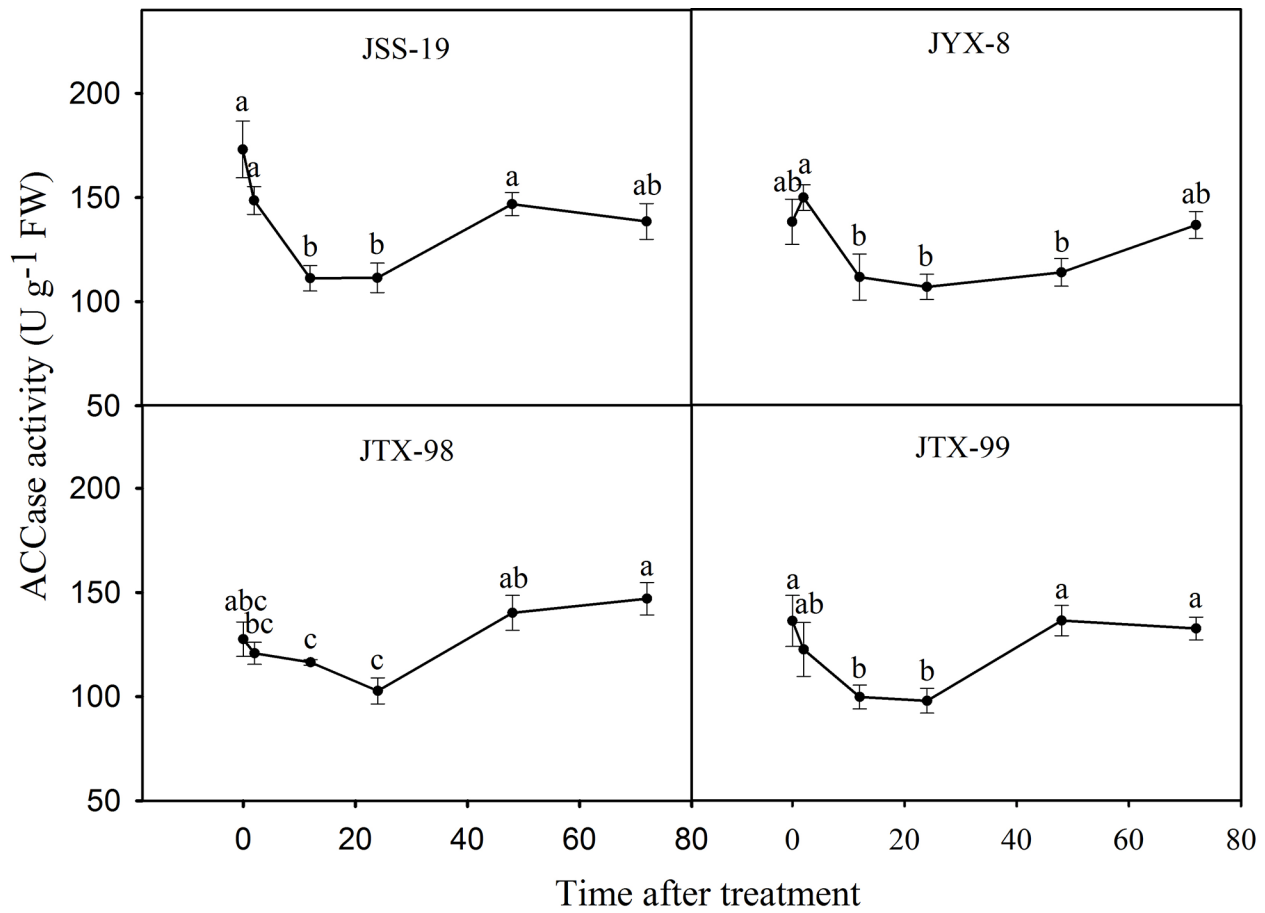 JSS-19
JYX-8
200
150
100
50
a
a
b
b
a
ab
ab
a
b
b
b
ab
JTX-98
JTX-99
200
150
100
50
abc
bc
c
c
ab
a
a
ab
b
b
a
a
0 20 40 60 80 0 20 40 60 80
Time after treatment
ACCase activity (U g-1 FW)